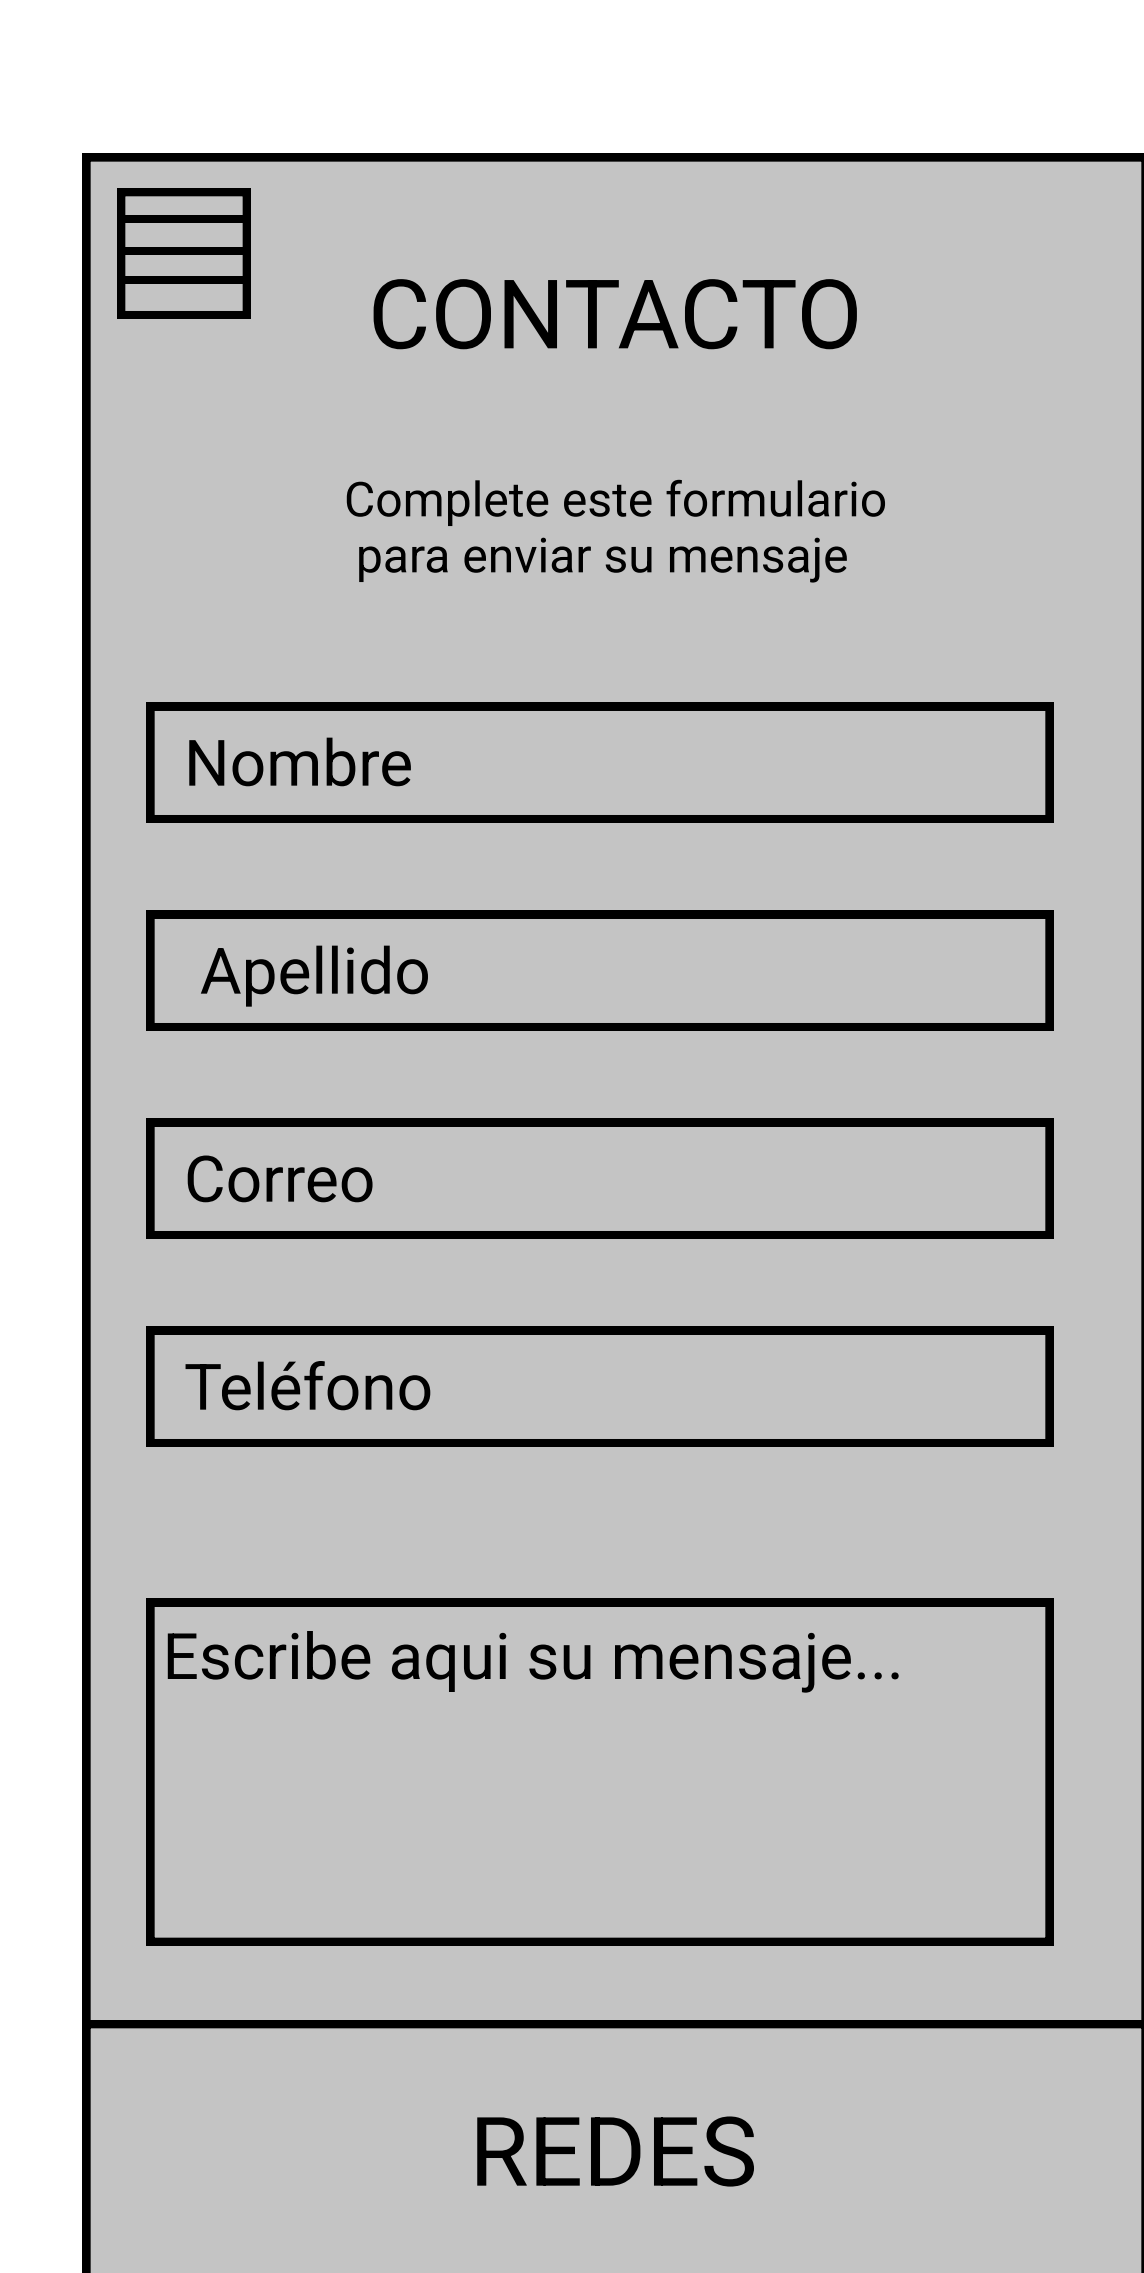 CONTACTO
Complete este formulario
para enviar su mensaje
Nombre
Apellido
Correo
Teléfono
Escribe aqui su mensaje...
REDES